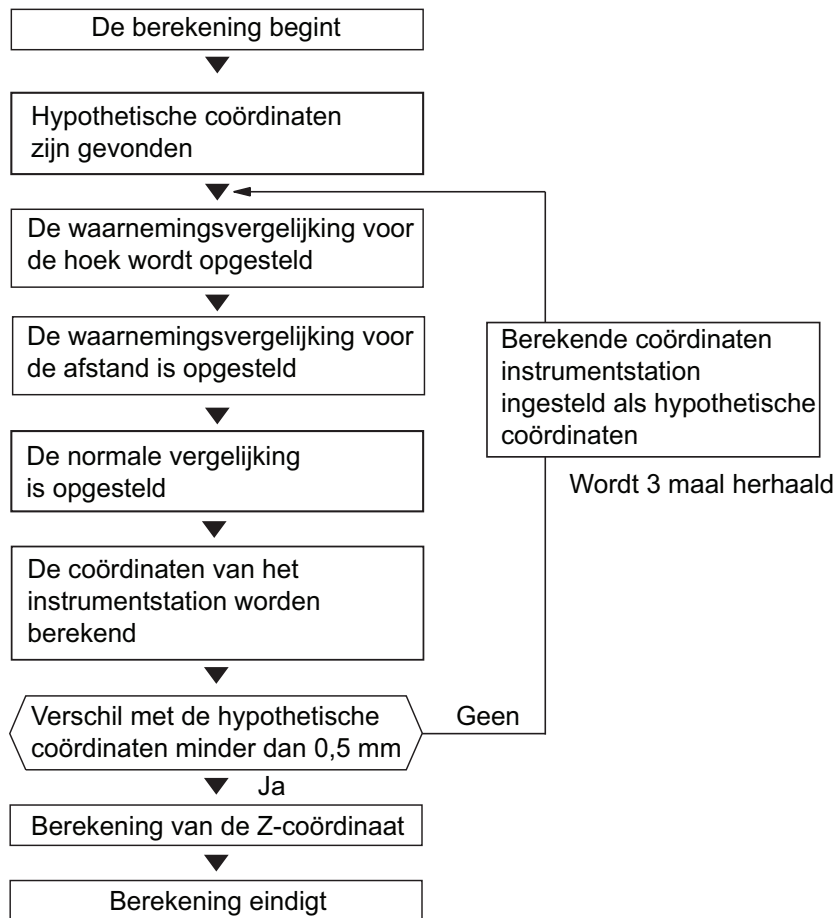 De berekening begint
Hypothetische coördinaten
zijn gevonden
De waarnemingsvergelijking voor
de hoek wordt opgesteld
De waarnemingsvergelijking voor
de afstand is opgesteld
De normale vergelijking
is opgesteld
De coördinaten van het
instrumentstation worden
berekend
Verschil met de hypothetische
coördinaten minder dan 0,5 mm
Geen
Berekende coördinaten
instrumentstation
ingesteld als hypothetische
coördinaten
Wordt 3 maal herhaald
Ja
Berekening van de Z-coördinaat
Berekening eindigt